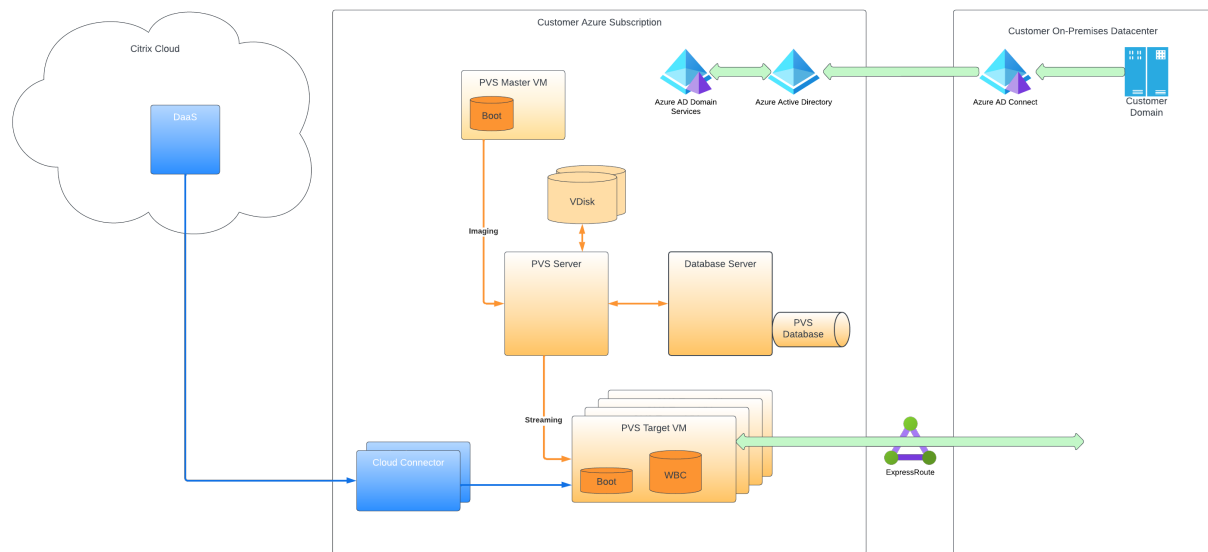 Customer Azure Subscription
Customer On-Premises Datacenter
Citrix Cloud
DaaS
PVS Master VM
Boot
Azure AD Domain
Services
Azure Active Directory
Azure AD Connect
Customer
Domain
VDisk
Imaging
PVS Server
Database Server
PVS
Database
Streaming
PVS Target VM
Boot
WBC
Cloud Connector
ExpressRoute